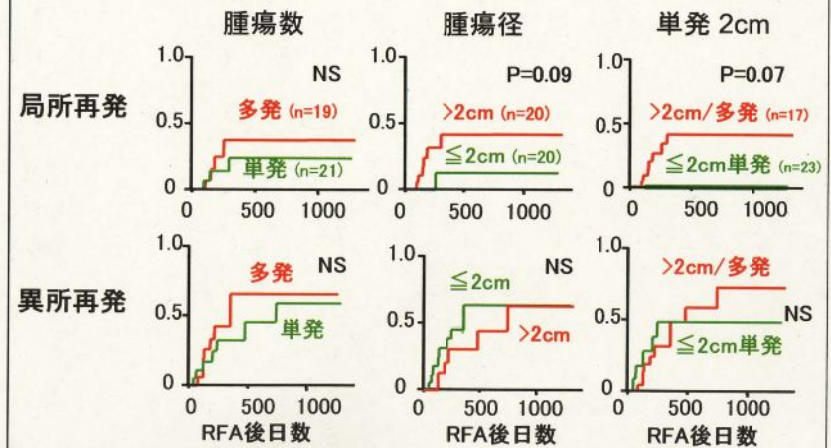 腫瘍数 腫瘍径 単発 2cm
局所再発
1.0 NS
0.5 多発 (n=19)
単発 (n=21)
0
0 500 1000
1.0 P=0.09
0.5 >2cm (n=20)
≦2cm (n=20)
0
0 500 1000
1.0 P=0.07
0.5 >2cm/多発 (n=17)
≦2cm単発 (n=23)
0
0 500 1000
異所再発
1.0 多発 NS
0.5 単発
0
0 500 1000
RFA後日数
1.0 NS
≦2cm
0.5 >2cm
0
0 500 1000
RFA後日数
1.0 >2cm/多発
0.5 NS
≦2cm単発
0
0 500 1000
RFA後日数